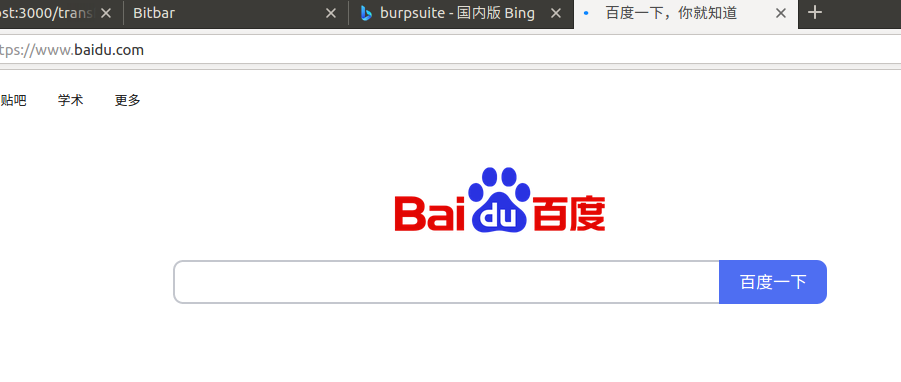 ost:3000/trans
Bitbar
burpsuite - 国内版 Bing
百度一下，你就知道
tps://www.baidu.com
贴吧 学术 更多
Bai du 百度
百度一下